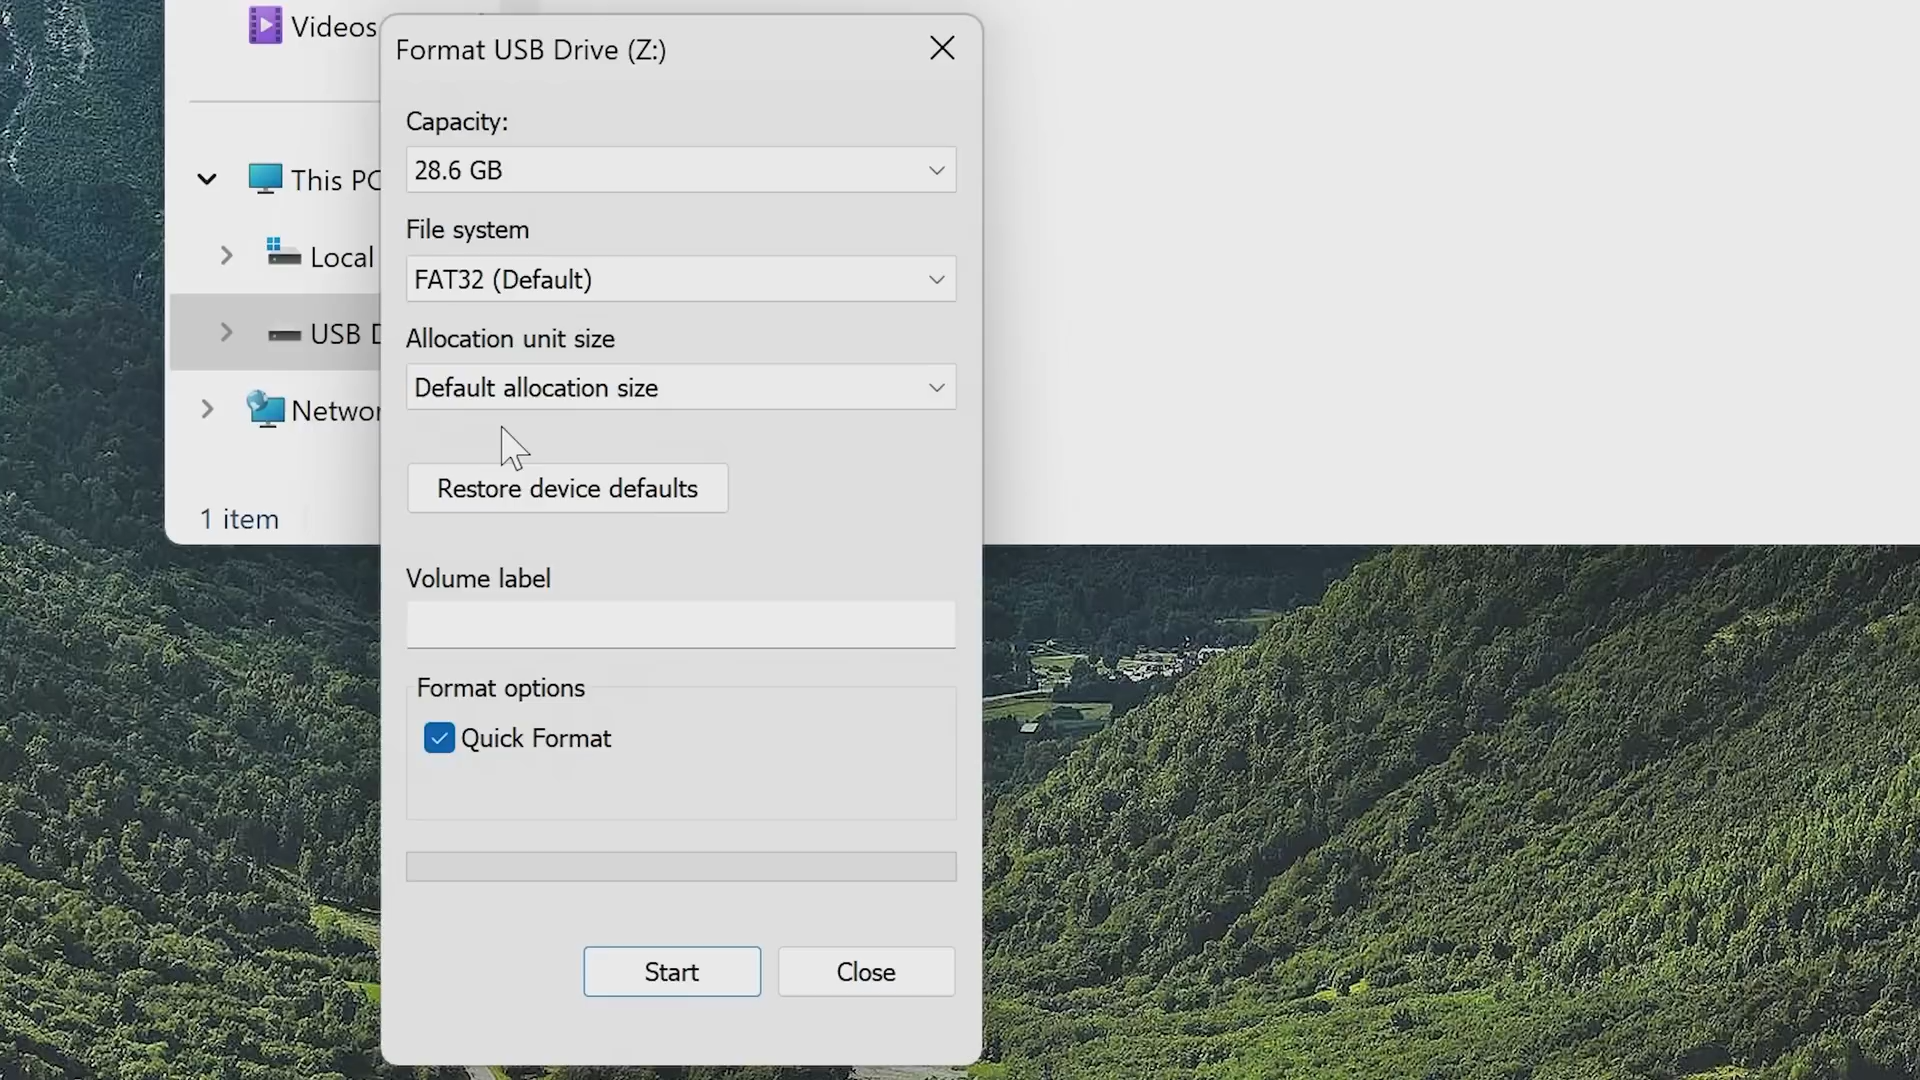 Videos
Format USB Drive (Z:)
Capacity:
28.6 GB
This PC
File system
Local
FAT32 (Default)
USB D
Allocation unit size
Default allocation size
Networ
Restore device defaults
1 item
Volume label
Format options
Quick Format
Start
Close